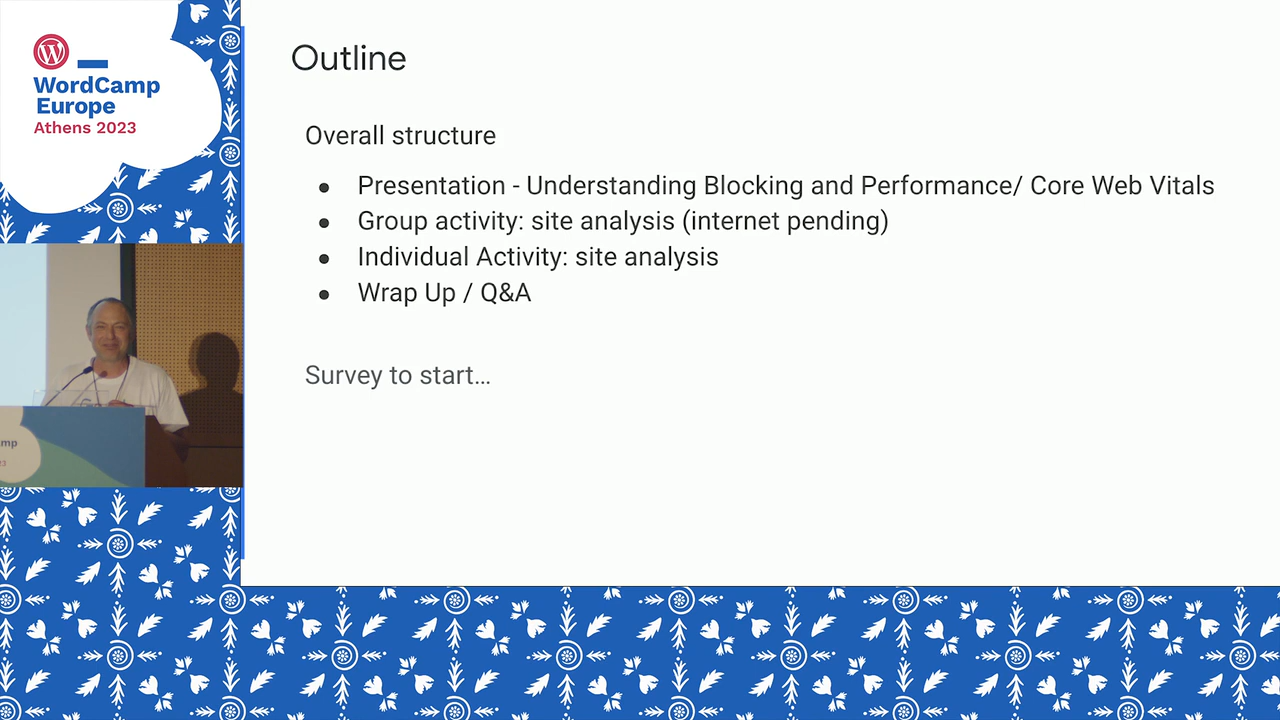 WordCamp
Europe
Athens 2023
Outline
Overall structure
● Presentation - Understanding Blocking and Performance/ Core Web Vitals
● Group activity: site analysis (internet pending)
● Individual Activity: site analysis
● Wrap Up / Q&A
Survey to start…
mp
23